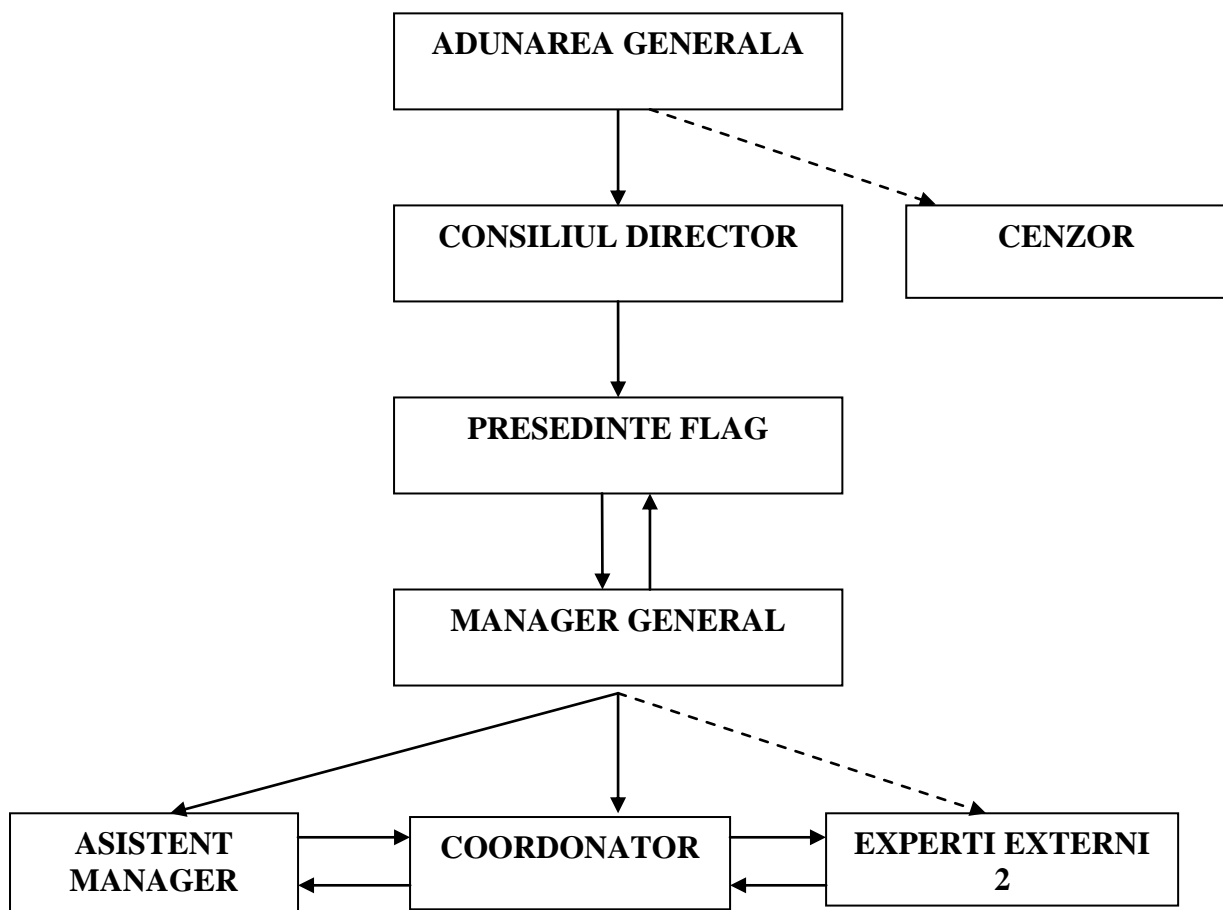 ADUNAREA GENERALA
CONSILIUL DIRECTOR
CENZOR
PRESEDINTE FLAG
MANAGER GENERAL
ASISTENT
MANAGER
COORDONATOR
EXPERTI EXTERNI
2